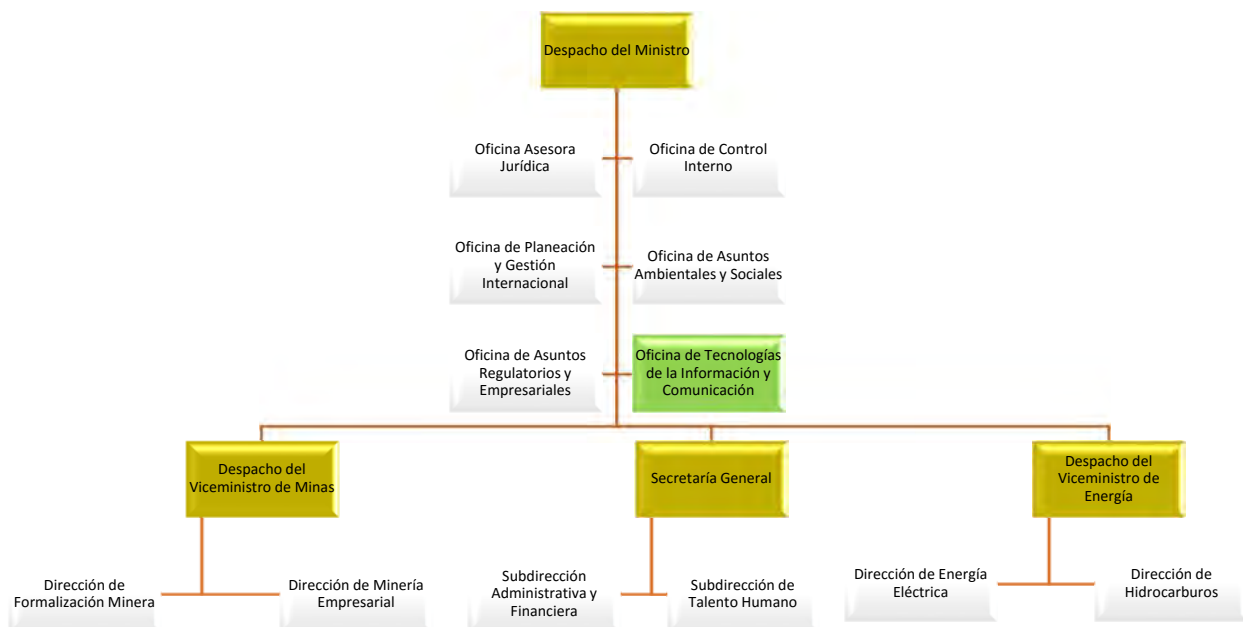 Despacho del Ministro
Oficina Asesora
Jurídica
Oficina de Control
Interno
Oficina de Planeación
y Gestión
Internacional
Oficina de Asuntos
Ambientales y Sociales
Oficina de Asuntos
Regulatorios y
Empresariales
Oficina de Tecnologías
de la Información y
Comunicación
Despacho del
Viceministro de Minas
Secretaría General
Despacho del
Viceministro de
Energía
Dirección de
Formalización Minera
Dirección de Minería
Empresarial
Subdirección
Administrativa y
Financiera
Subdirección de
Talento Humano
Dirección de Energía
Eléctrica
Dirección de
Hidrocarburos